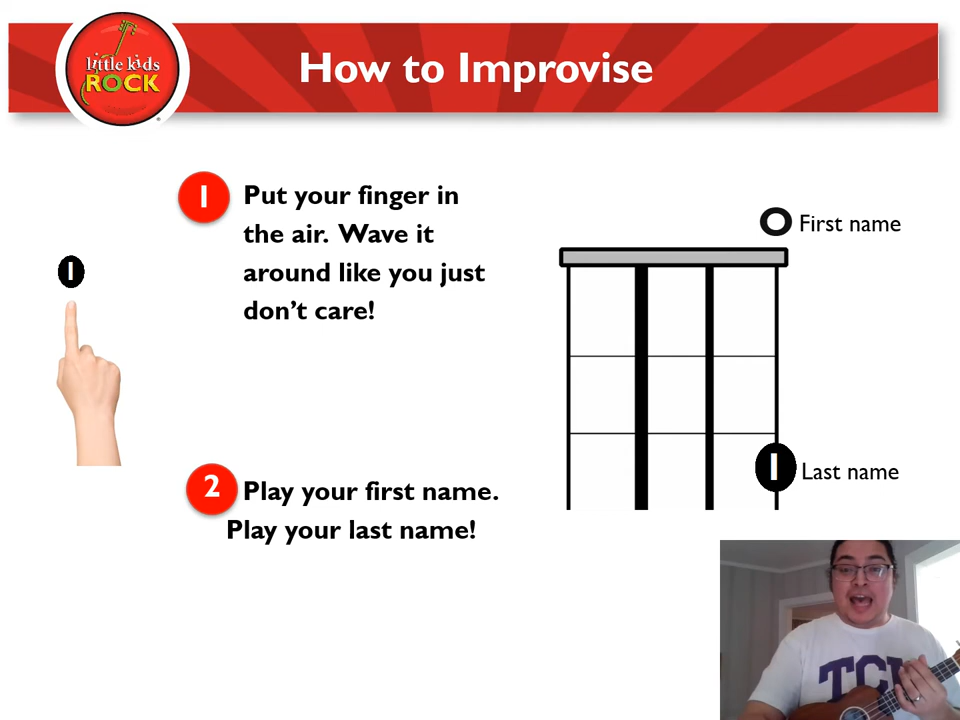 little kids
ROCK
How to Improvise
1
Put your finger in
the air. Wave it
around like you just
don't care!
1
O First name
1 Last name
2
Play your first name.
Play your last name!
TCU